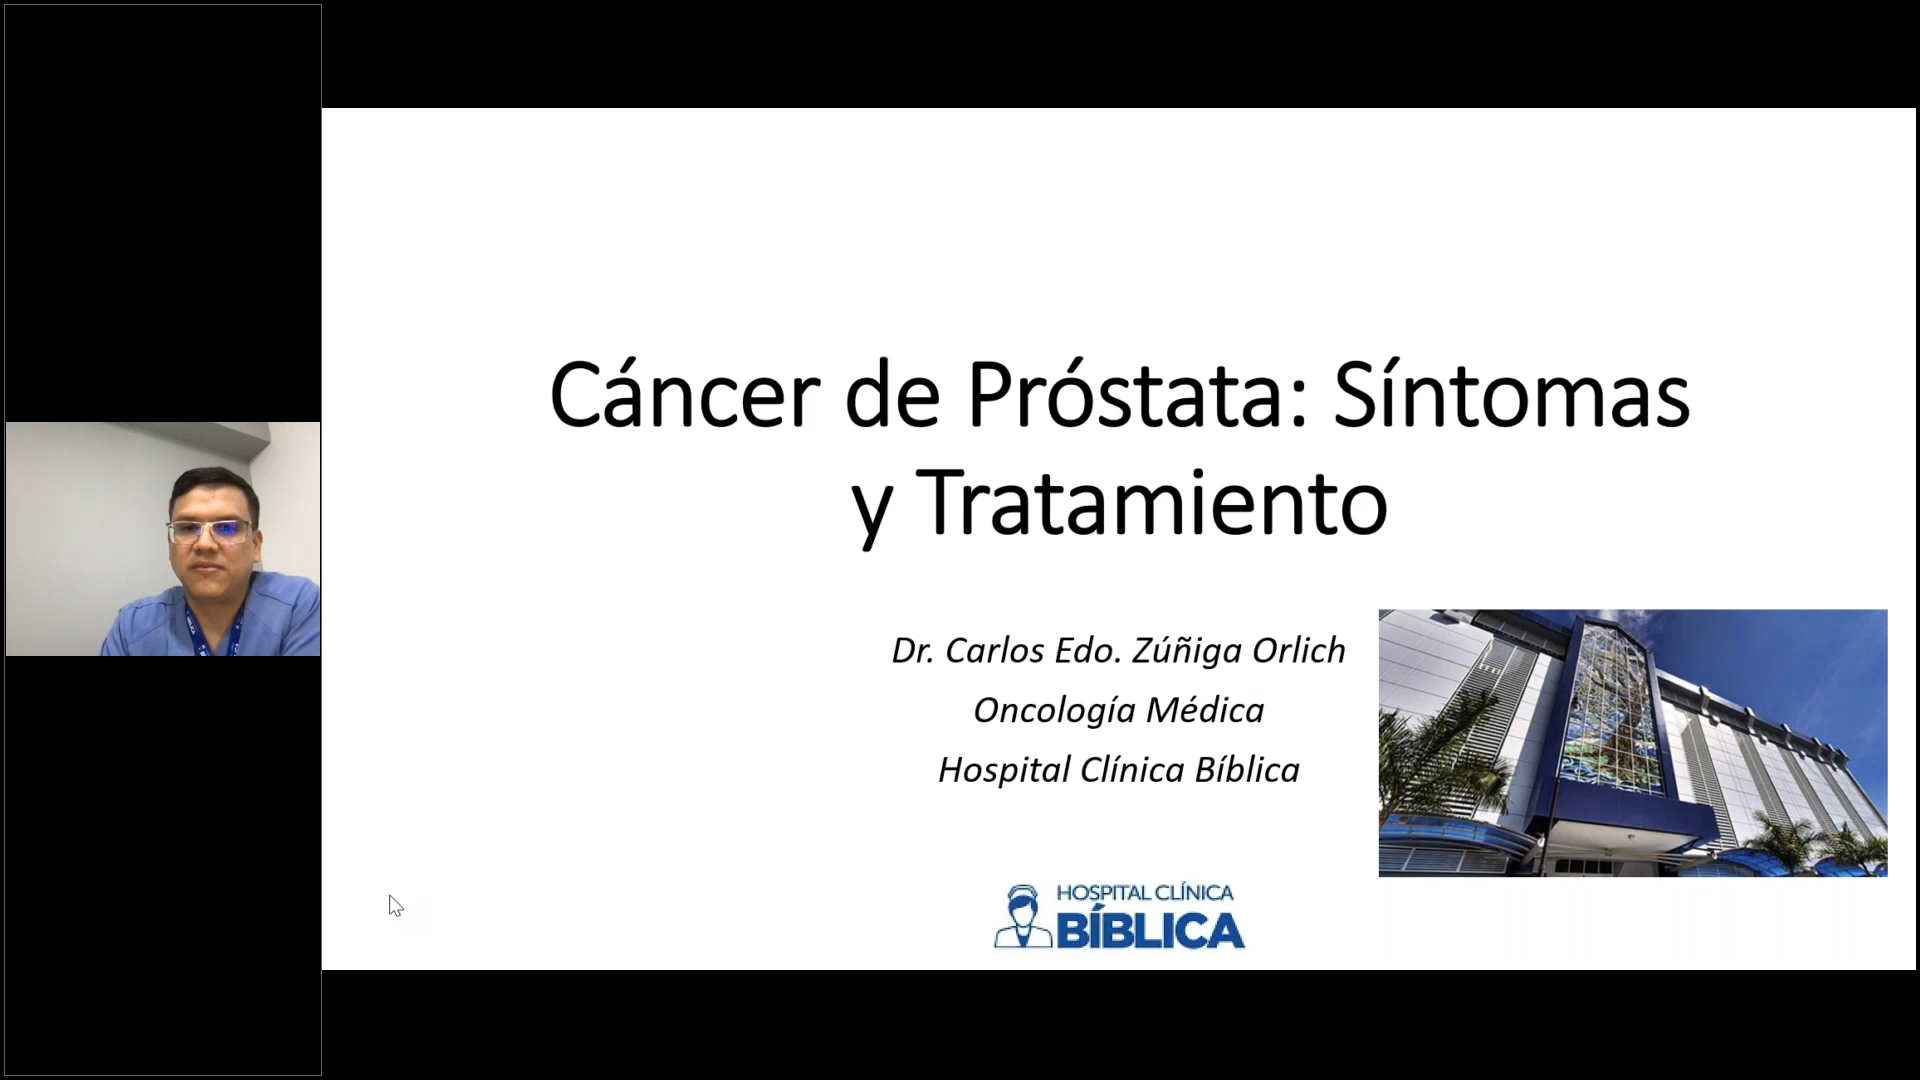 Cáncer de Próstata: Síntomas
y Tratamiento
Dr. Carlos Edo. Zúñiga Orlich
Oncología Médica
Hospital Clínica Bíblica
HOSPITAL CLÍNICA
BÍBLICA